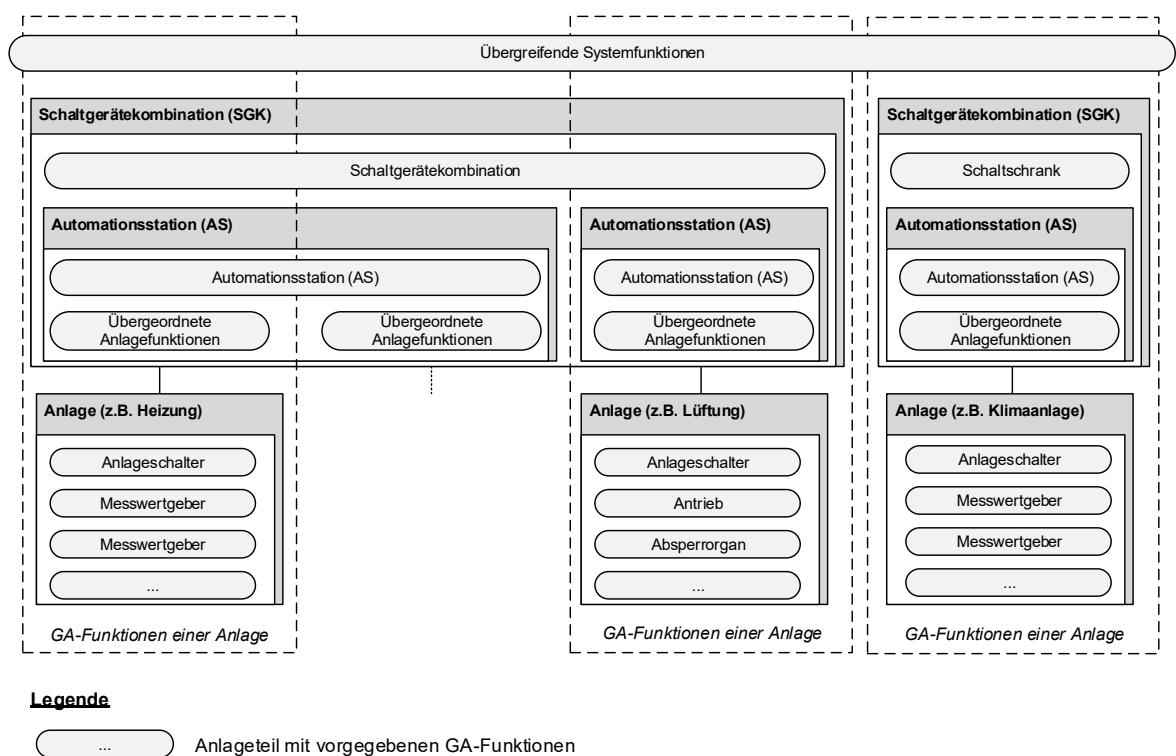 Übergreifende Systemfunktionen
Schaltgerätekombination (SGK)
Schaltgerätekombination
Automationsstation (AS)
Automationsstation (AS)
Übergeordnete
Anlagefunktionen
Übergeordnete
Anlagefunktionen
Automationsstation (AS)
Automationsstation (AS)
Übergeordnete
Anlagefunktionen
Schaltgerätekombination (SGK)
Schaltschrank
Automationsstation (AS)
Automationsstation (AS)
Übergeordnete
Anlagefunktionen
Anlage (z.B. Heizung)
Anlageschalter
Messwertgeber
Messwertgeber
...
GA-Funktionen einer Anlage
Anlage (z.B. Lüftung)
Anlageschalter
Antrieb
Absperrorgan
...
GA-Funktionen einer Anlage
Anlage (z.B. Klimaanlage)
Anlageschalter
Messwertgeber
Messwertgeber
...
GA-Funktionen einer Anlage
Legende
... Anlageteil mit vorgegebenen GA-Funktionen